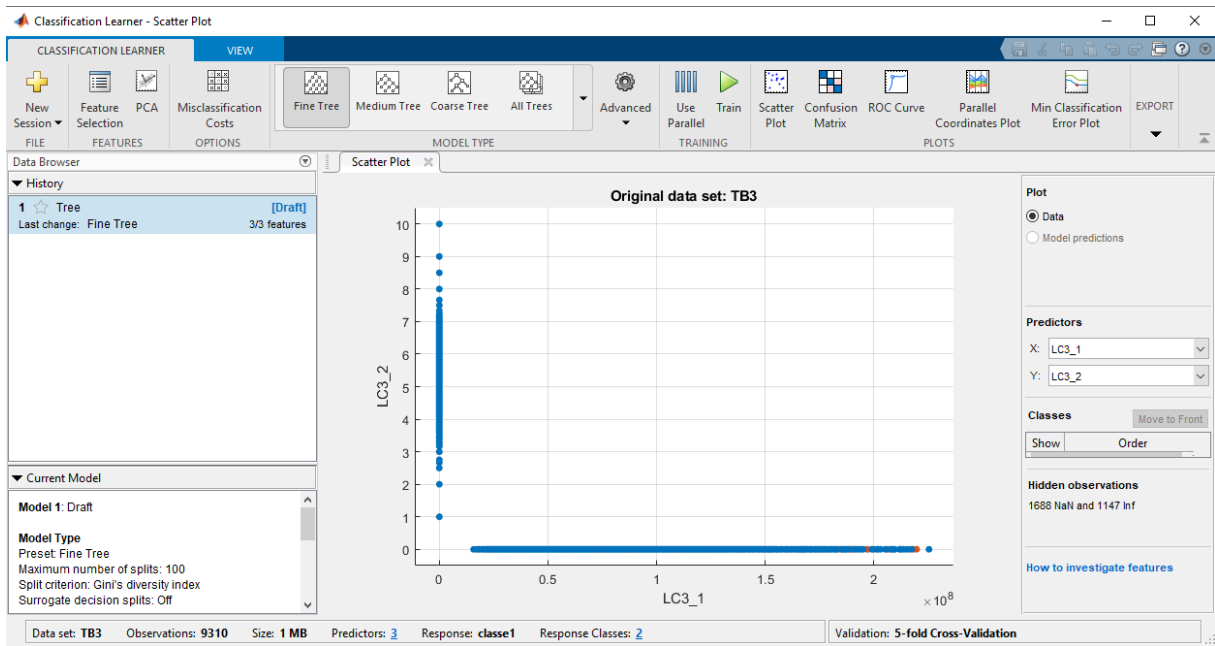 Classification Learner - Scatter Plot
CLASSIFICATION LEARNER VIEW
New Session Feature Selection PCA Misclassification Costs Fine Tree Medium Tree Coarse Tree All Trees Advanced Use Parallel Train Scatter Plot Confusion Matrix ROC Curve Parallel Coordinates Plot Min Classification Error Plot EXPORT
FILE FEATURES OPTIONS MODEL TYPE TRAINING PLOTS
Data Browser
History
1 Tree [Draft]
Last change: Fine Tree 3/3 features
Current Model
Model 1: Draft
Model Type
Preset: Fine Tree
Maximum number of splits: 100
Split criterion: Gini's diversity index
Surrogate decision splits: Off
Scatter Plot
Original data set: TB3
10
9
8
7
6
5
4
3
2
1
0
LC3_2
0 0.5 1 1.5 2
LC3_1
×10^8
Plot
Data
Model predictions
Predictors
X: LC3_1
Y: LC3_2
Classes Move to Front
Show Order
Hidden observations
1688 NaN and 1147 Inf
How to investigate features
Data set: TB3 Observations: 9310 Size: 1 MB Predictors: 3 Response: classe1 Response Classes: 2 Validation: 5-fold Cross-Validation